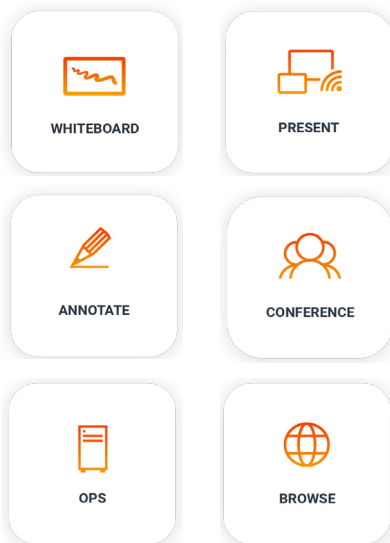 WHITEBOARD
PRESENT
ANNOTATE
CONFERENCE
OPS
BROWSE